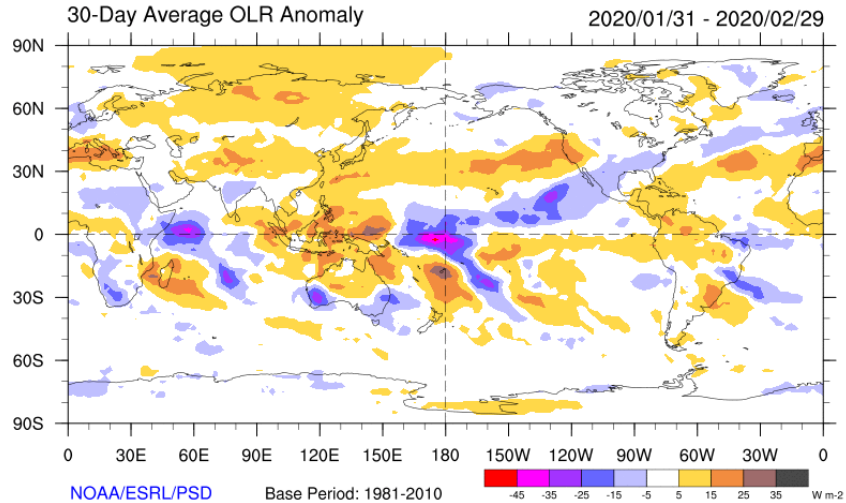 30-Day Average OLR Anomaly 2020/01/31 - 2020/02/29
90N
60N
30N
0
30S
60S
90S
0 30E 60E 90E 120E 150E 180 150W 120W 90W 60W 30W 0
NOAA/ESRL/PSD Base Period: 1981-2010
-45 -35 -25 -15 -5 5 15 25 35 W m-2